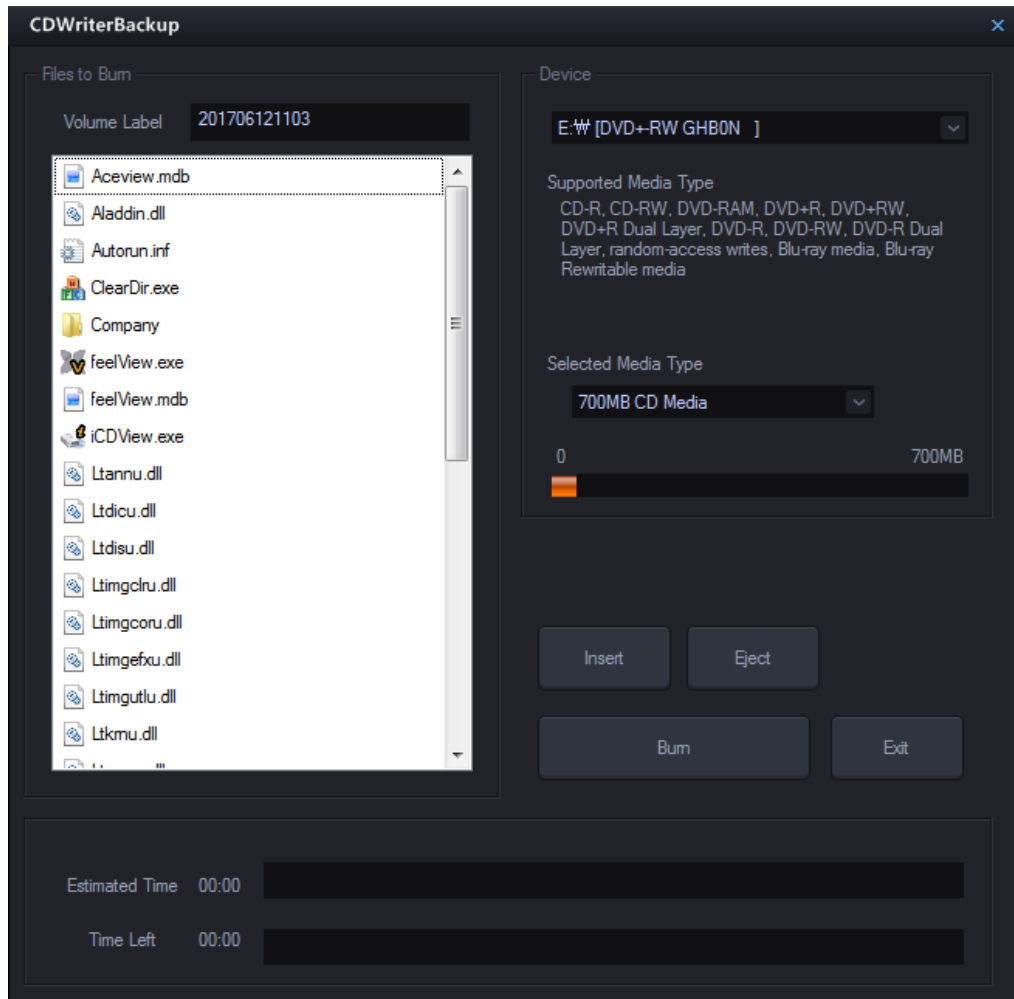 CDWriterBackup
Files to Burn
Volume Label 201706121103
Aceview.mdb
Aladdin.dll
Autorun.inf
ClearDir.exe
Company
feelView.exe
feelView.mdb
iCDView.exe
Ltannu.dll
Ltdicu.dll
Ltdisu.dll
Ltimgclru.dll
Ltimgcoru.dll
Ltimgefxu.dll
Ltimgutlu.dll
Ltkrnu.dll
Device
E:₩ [DVD+-RW GHB0N ]
Supported Media Type
CD-R, CD-RW, DVD-RAM, DVD+R, DVD+RW,
DVD+R Dual Layer, DVD-R, DVD-RW, DVD-R Dual
Layer, random-access writes, Blu-ray media, Blu-ray
Rewritable media
Selected Media Type
700MB CD Media
0 700MB
Insert Eject
Burn Exit
Estimated Time 00:00
Time Left 00:00